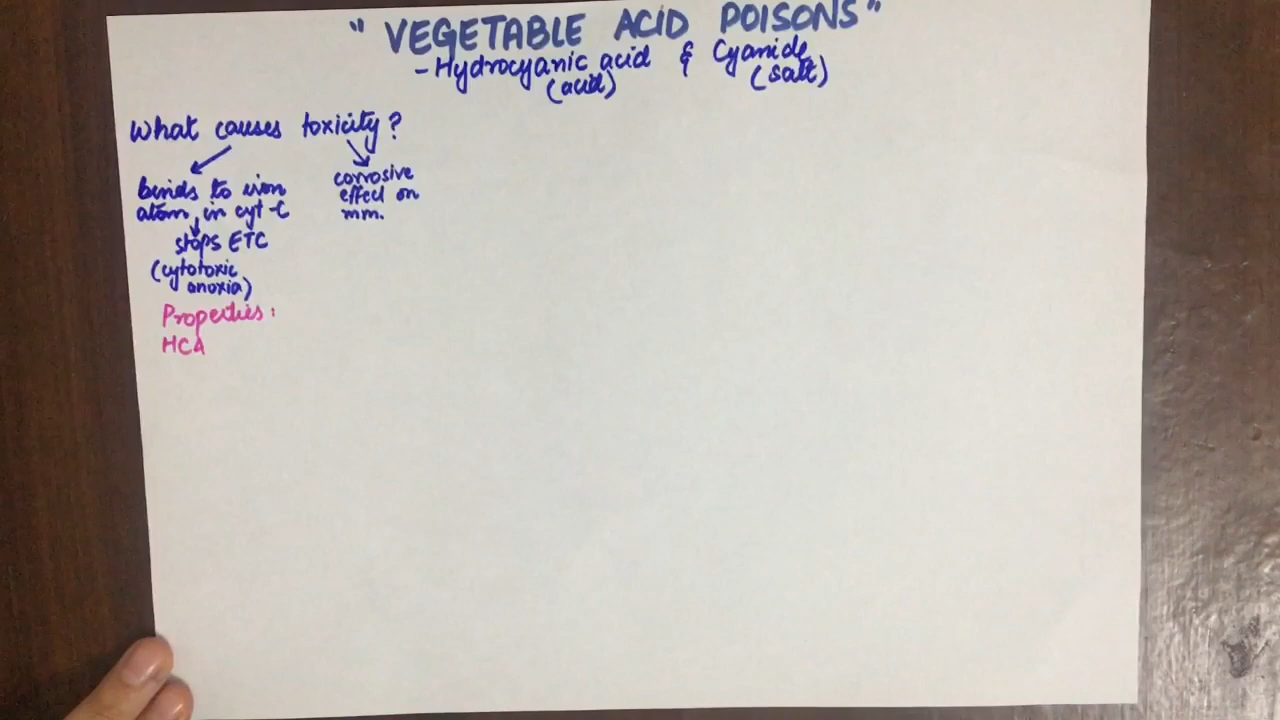 "VEGETABLE ACID POISONS"
- Hydrocyanic acid & Cyanide
(acid) (salt)
What causes toxicity?
binds to iron
atom in cyt-C
stops ETC
(cytotoxic
anoxia)
corrosive
effect on
mm.
Properties:
HCA